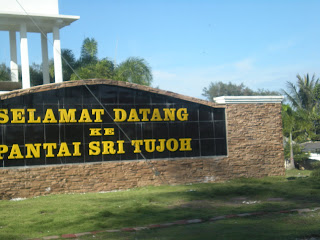 SELAMAT DATANG
KE
PANTAI SRI TUJOH